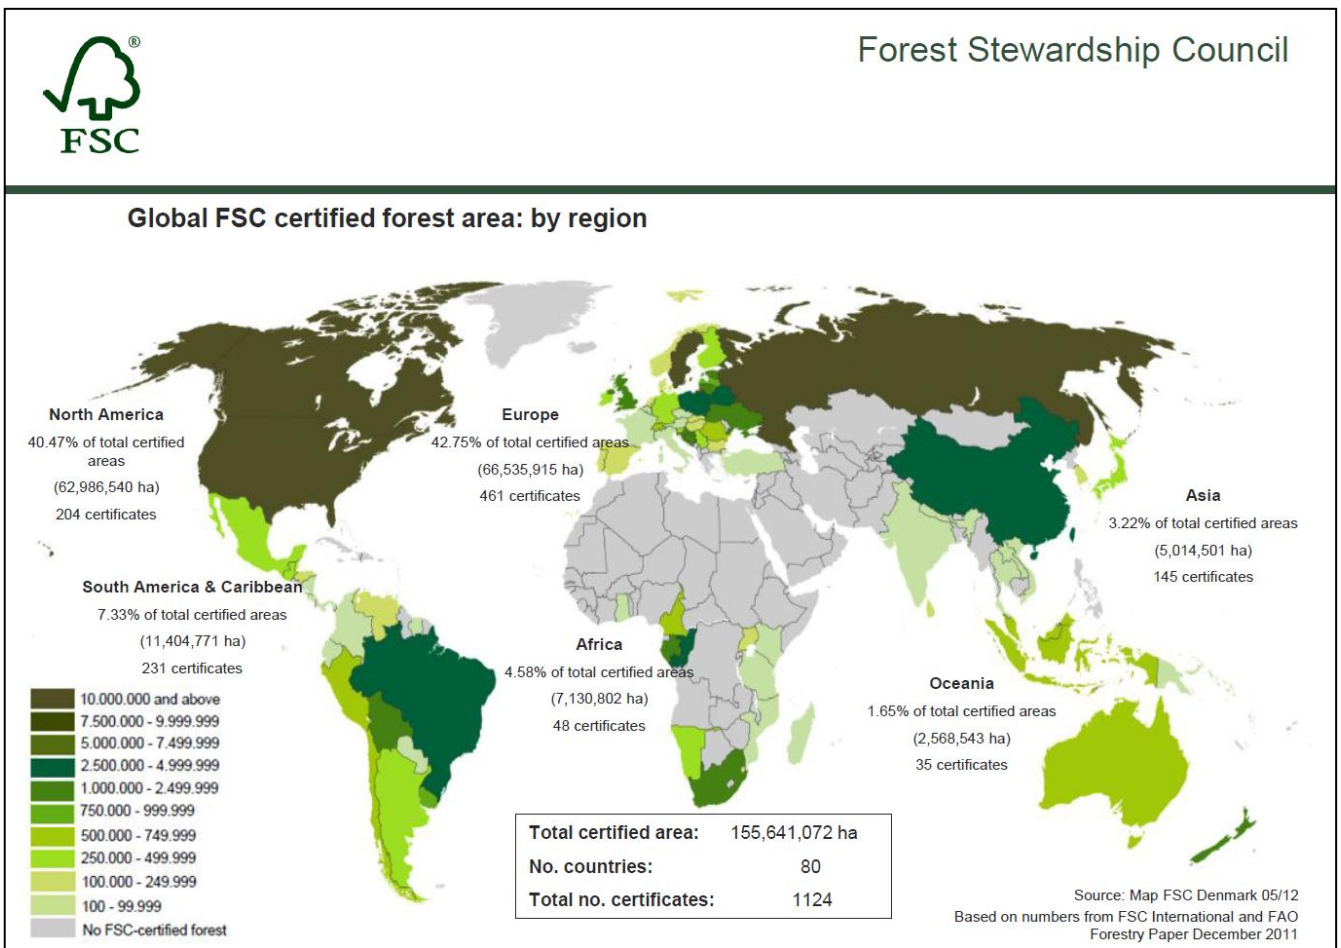 ®
FSC
Forest Stewardship Council
Global FSC certified forest area: by region
North America
40.47% of total certified
areas
(62,986,540 ha)
204 certificates
Europe
42.75% of total certified areas
(66,535,915 ha)
461 certificates
Asia
3.22% of total certified areas
(5,014,501 ha)
145 certificates
South America & Caribbean
7.33% of total certified areas
(11,404,771 ha)
231 certificates
Africa
4.58% of total certified areas
(7,130,802 ha)
48 certificates
Oceania
1.65% of total certified areas
(2,568,543 ha)
35 certificates
10.000.000 and above
7.500.000 - 9.999.999
5.000.000 - 7.499.999
2.500.000 - 4.999.999
1.000.000 - 2.499.999
750.000 - 999.999
500.000 - 749.999
250.000 - 499.999
100.000 - 249.999
100 - 99.999
No FSC-certified forest
Total certified area: 155,641,072 ha
No. countries: 80
Total no. certificates: 1124
Source: Map FSC Denmark 05/12
Based on numbers from FSC International and FAO
Forestry Paper December 2011